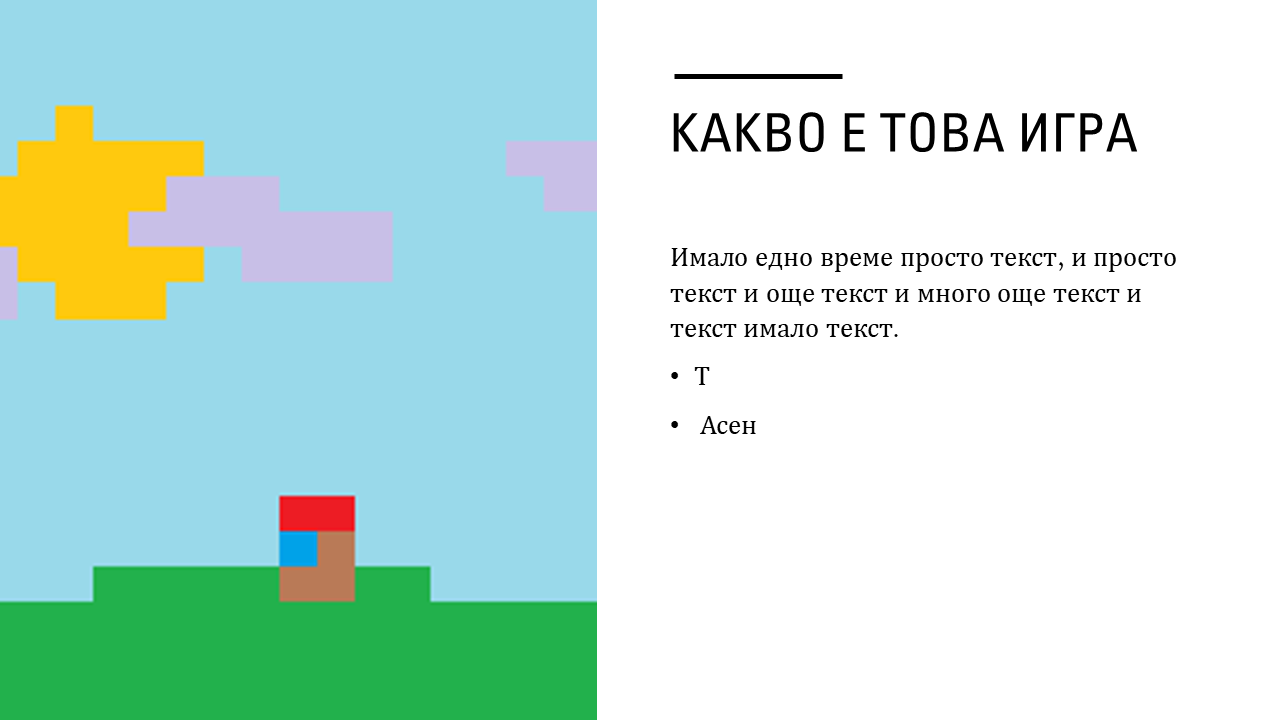 КАКВО Е ТОВА ИГРА
Имало едно време просто текст, и просто
текст и още текст и много още текст и
текст имало текст.
• Т
• Асен